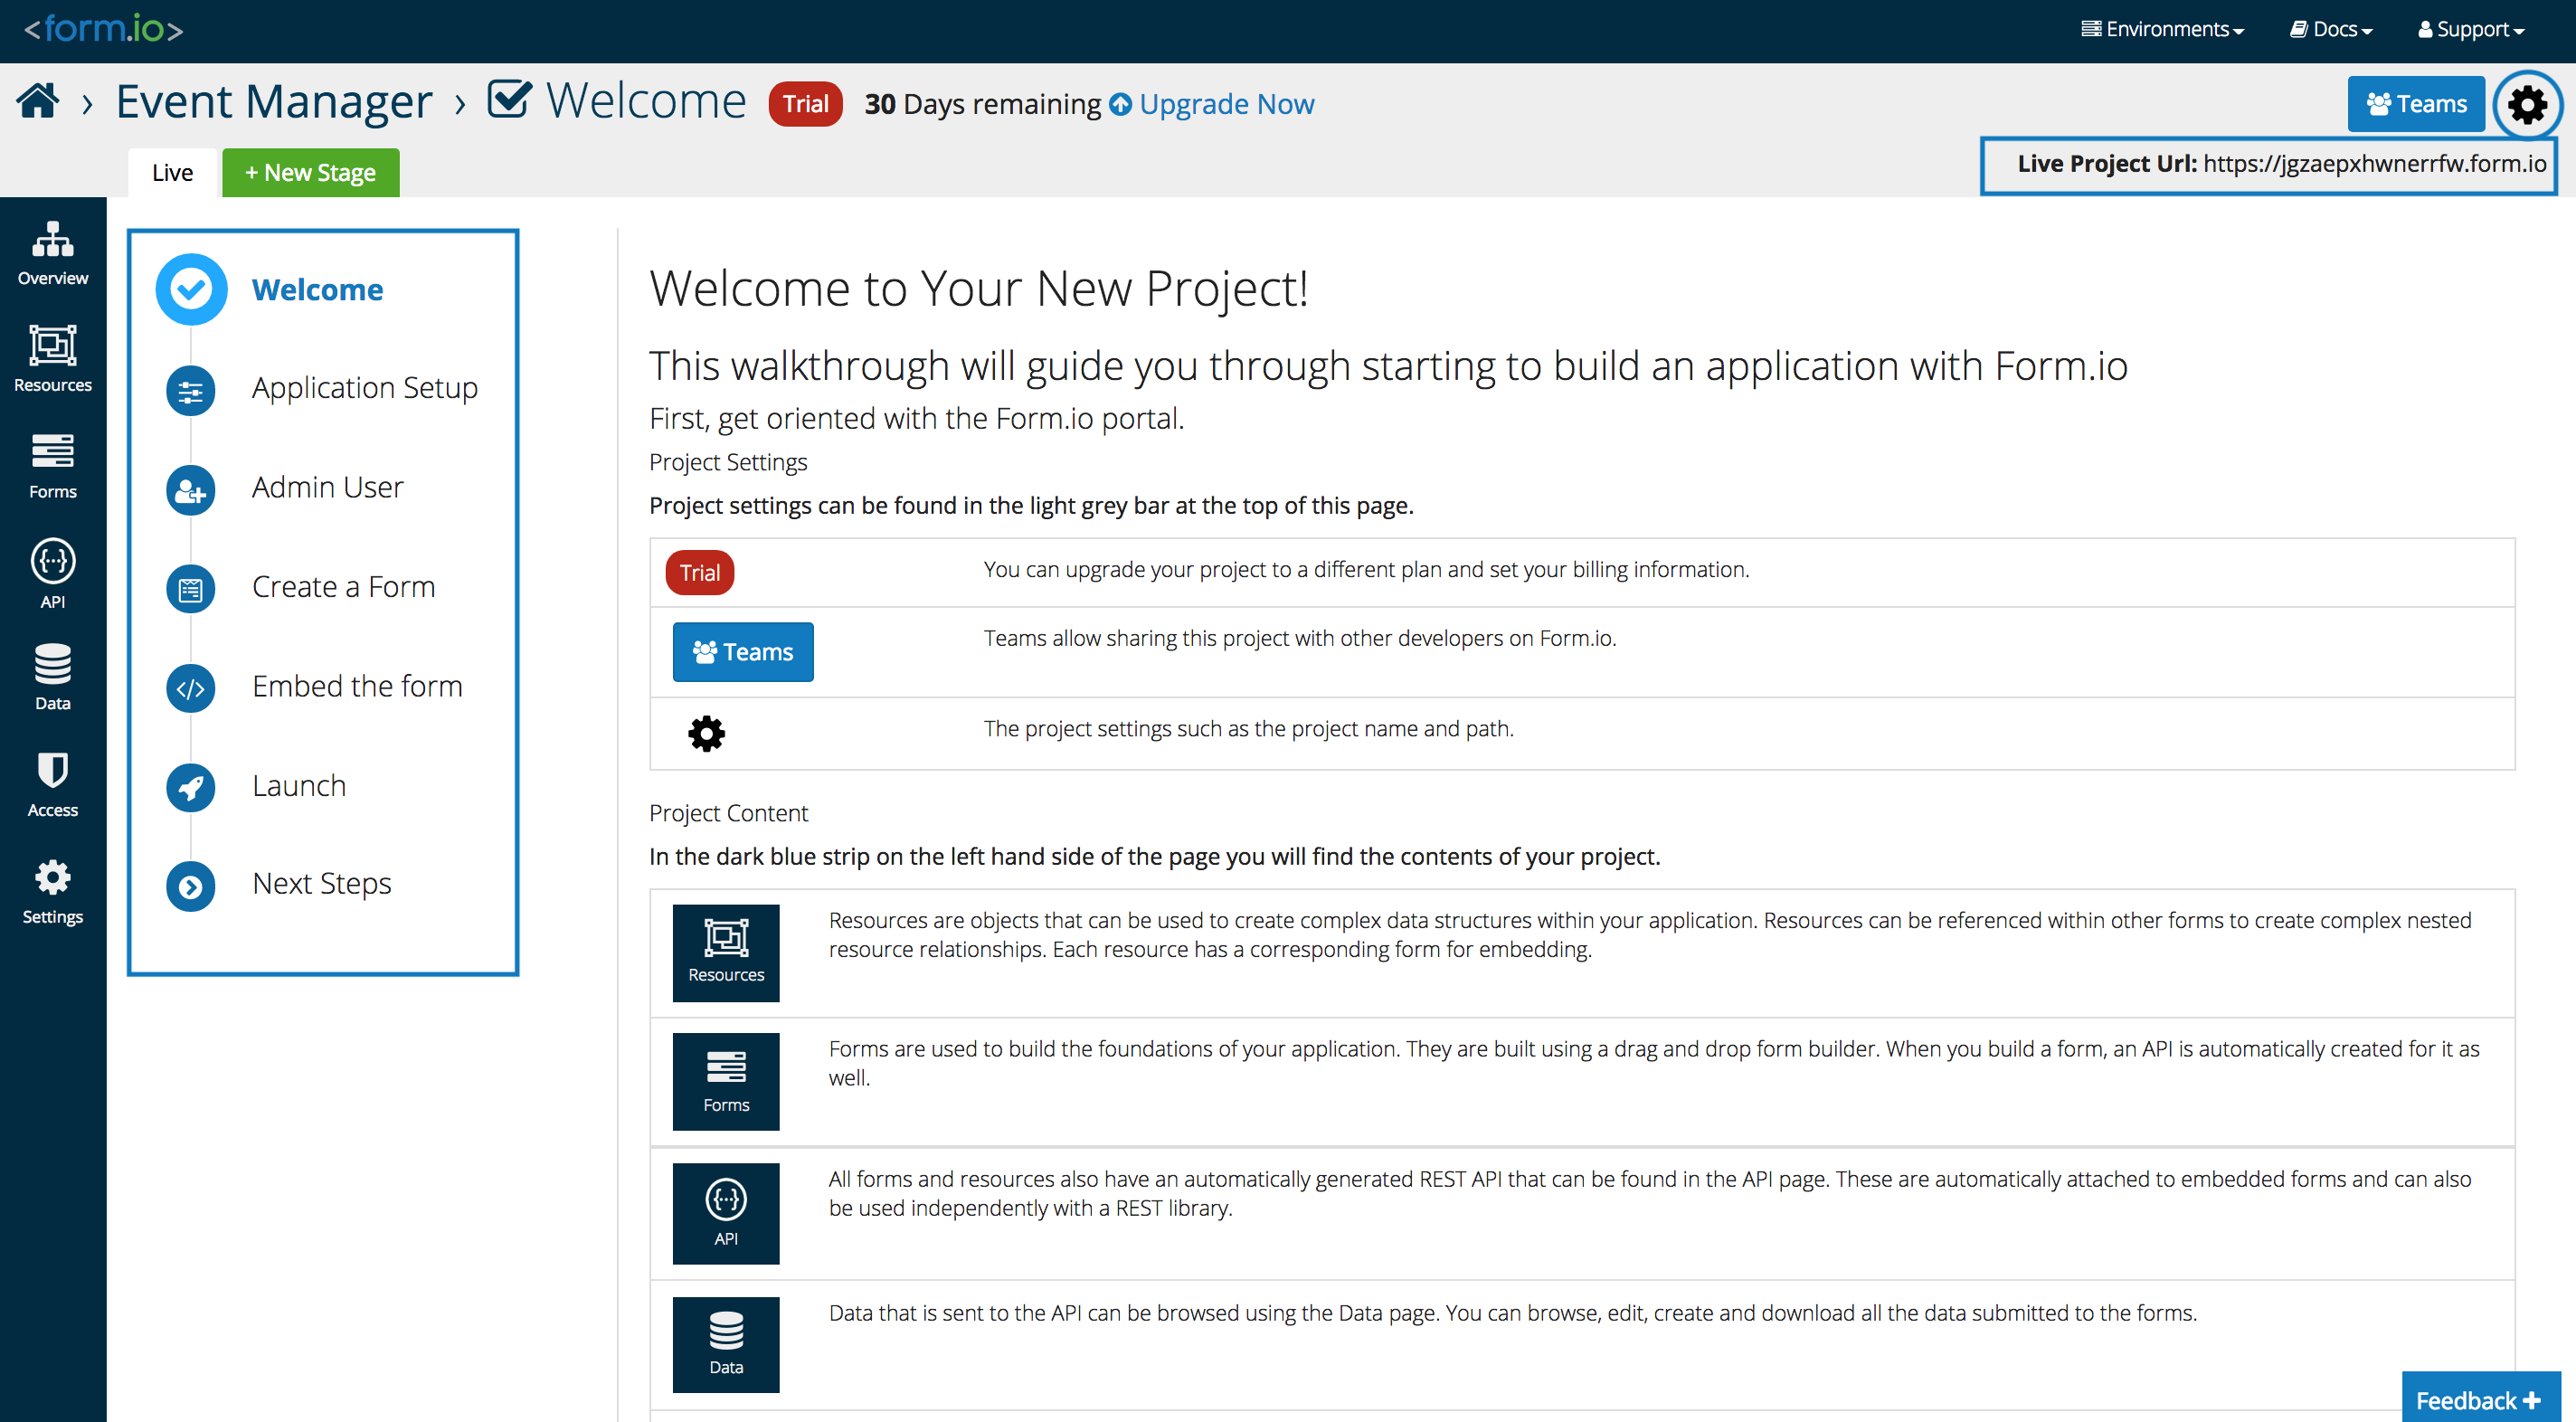 <form.io>
Environments
Docs
Support
Event Manager
Welcome
Trial
30 Days remaining
Upgrade Now
Teams
Live
+ New Stage
Live Project Url: https://jgzaepxhwnerrfw.form.io
Overview
Resources
Forms
API
Data
Access
Settings
Welcome
Application Setup
Admin User
Create a Form
Embed the form
Launch
Next Steps
Welcome to Your New Project!
This walkthrough will guide you through starting to build an application with Form.io
First, get oriented with the Form.io portal.
Project Settings
Project settings can be found in the light grey bar at the top of this page.
Trial
You can upgrade your project to a different plan and set your billing information.
Teams
Teams allow sharing this project with other developers on Form.io.
The project settings such as the project name and path.
Project Content
In the dark blue strip on the left hand side of the page you will find the contents of your project.
Resources
Resources are objects that can be used to create complex data structures within your application. Resources can be referenced within other forms to create complex nested
resource relationships. Each resource has a corresponding form for embedding.
Forms
Forms are used to build the foundations of your application. They are built using a drag and drop form builder. When you build a form, an API is automatically created for it as
well.
API
All forms and resources also have an automatically generated REST API that can be found in the API page. These are automatically attached to embedded forms and can also
be used independently with a REST library.
Data
Data that is sent to the API can be browsed using the Data page. You can browse, edit, create and download all the data submitted to the forms.
Feedback +